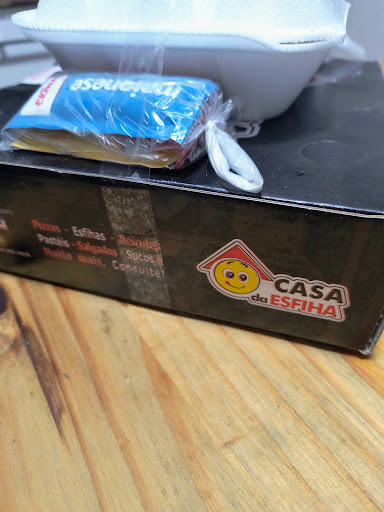 maionese
Pizzas - Esfihas -
Pastéis - Salgados Sucos
Muito mais, Consulte!
CASA
da ESFIHA